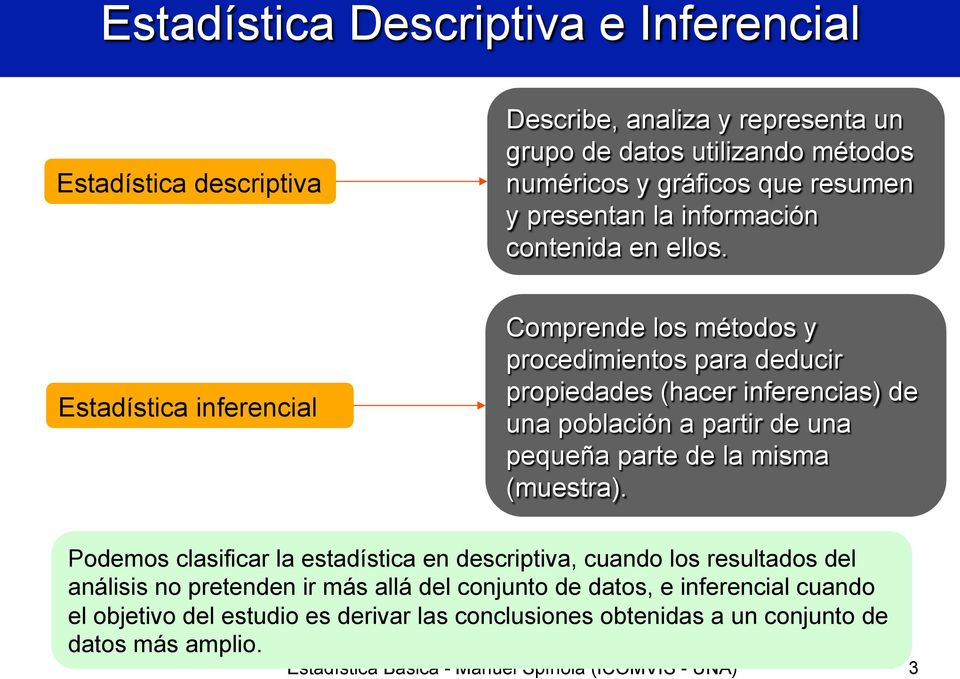 Estadística Descriptiva e Inferencial
Estadística descriptiva
Describe, analiza y representa un
grupo de datos utilizando métodos
numéricos y gráficos que resumen
y presentan la información
contenida en ellos.
Estadística inferencial
Comprende los métodos y
procedimientos para deducir
propiedades (hacer inferencias) de
una población a partir de una
pequeña parte de la misma
(muestra).
Podemos clasificar la estadística en descriptiva, cuando los resultados del
análisis no pretenden ir más allá del conjunto de datos, e inferencial cuando
el objetivo del estudio es derivar las conclusiones obtenidas a un conjunto de
datos más amplio.
Estadística Básica - Manuel Spínola (ICOMVIS - UNA) 3